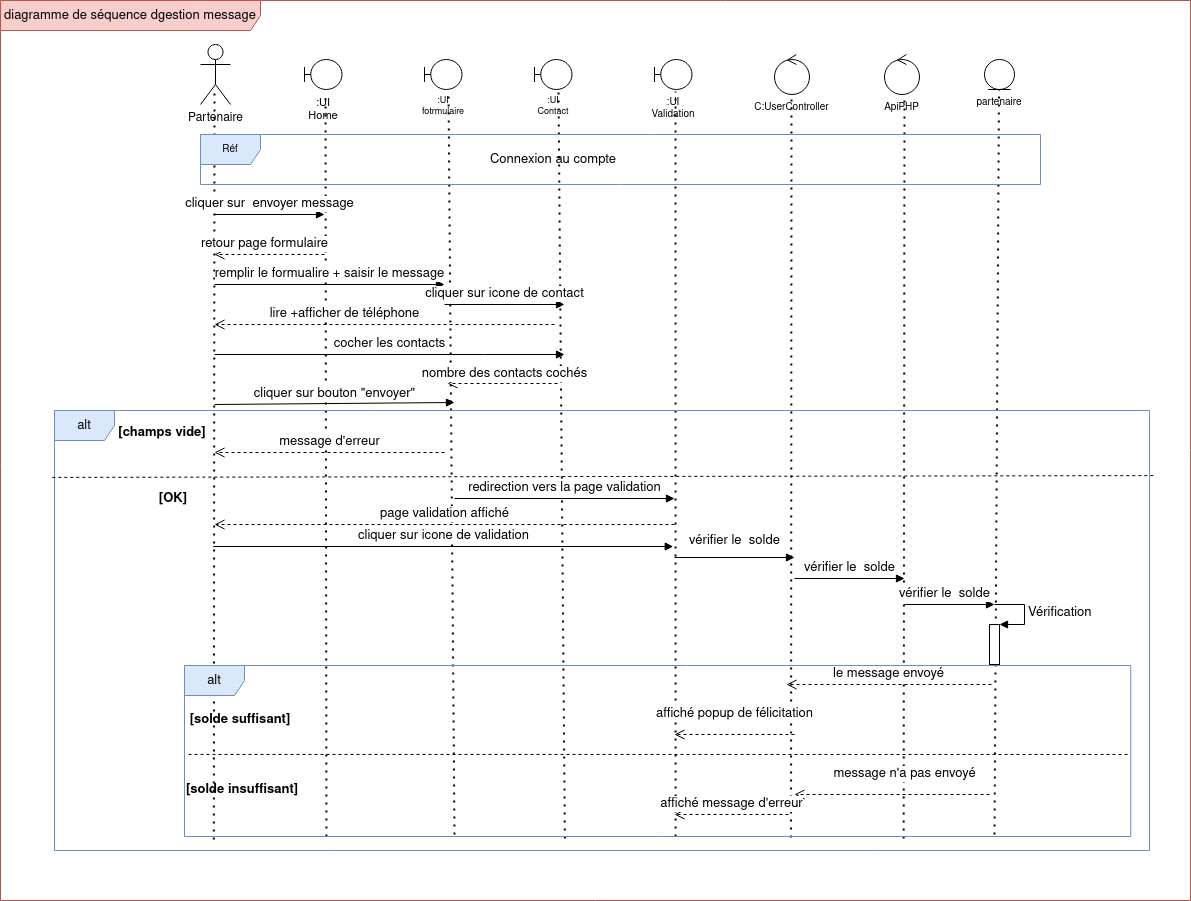 diagramme de séquence dgestion message
:UI
Home
:UI
fotrmulaire
:UI
Contact
:UI
Validation
C:UserController
ApiPHP
partenaire
Partenaire
Réf
Connexion au compte
cliquer sur envoyer message
retour page formulaire
remplir le formualire + saisir le message
cliquer sur icone de contact
lire +afficher de téléphone
cocher les contacts
nombre des contacts cochés
cliquer sur bouton "envoyer"
alt
[champs vide]
message d'erreur
redirection vers la page validation
[OK]
page validation affiché
cliquer sur icone de validation
vérifier le solde
vérifier le solde
vérifier le solde
Vérification
alt
le message envoyé
[solde suffisant]
affiché popup de félicitation
message n'a pas envoyé
[solde insuffisant]
affiché message d'erreur